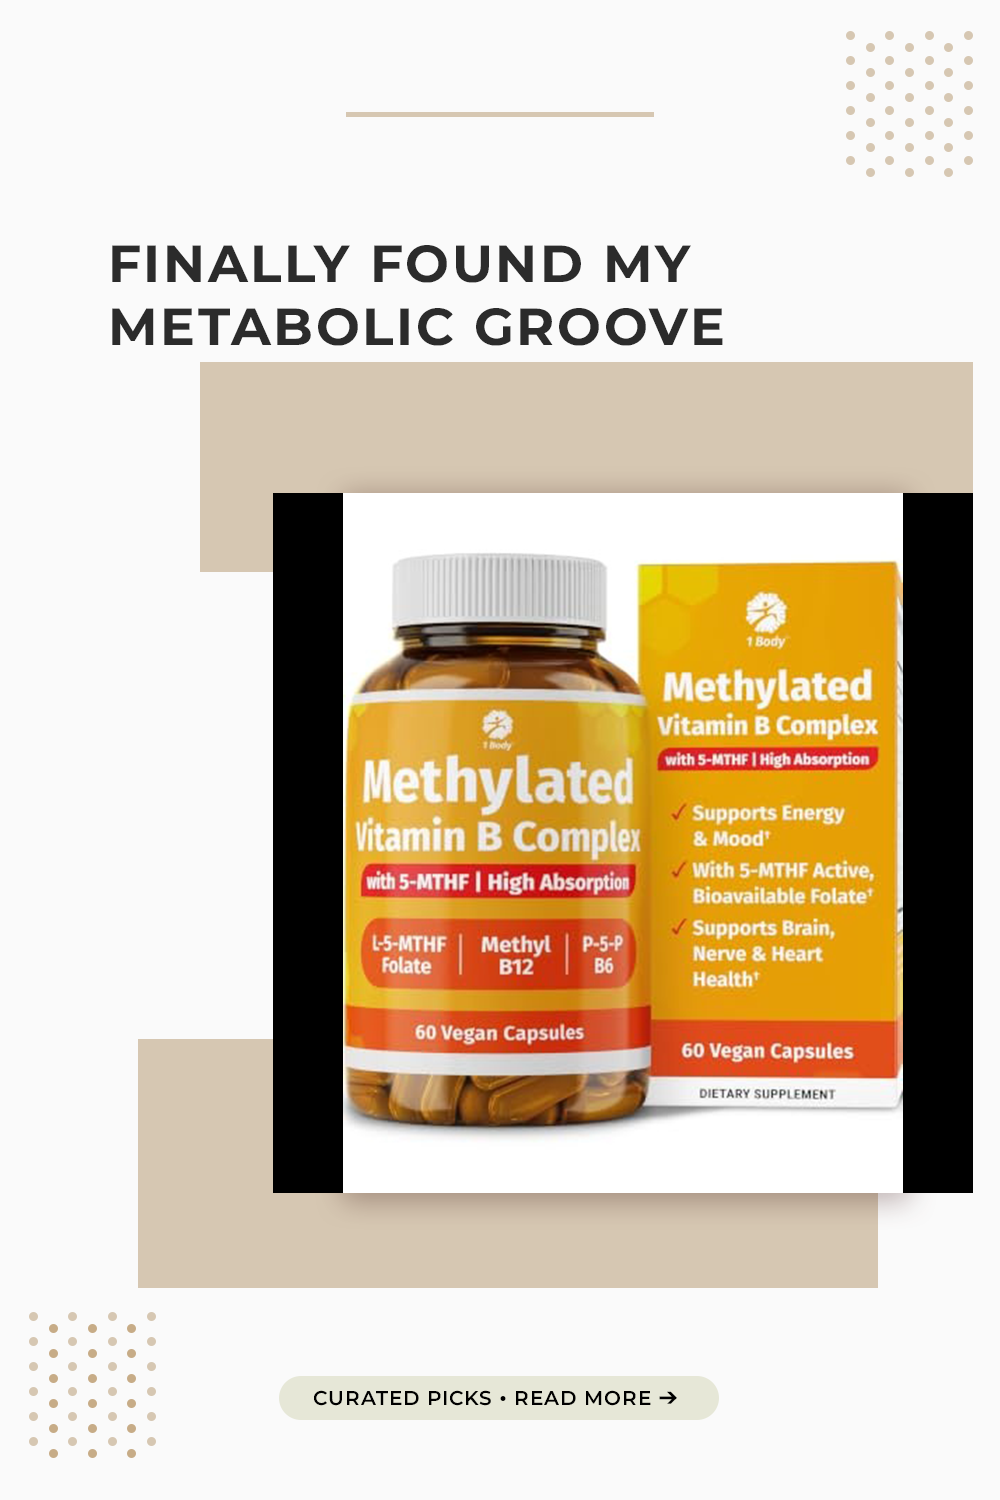 FINALLY FOUND MY
METABOLIC GROOVE
1 Body
Methylated
Vitamin B Complex
with 5-MTHF | High Absorption
L-5-MTHF
Folate
Methyl
B12
P-5-P
B6
60 Vegan Capsules
1 Body™
Methylated
Vitamin B Complex
with 5-MTHF | High Absorption
✓ Supports Energy
& Mood†
✓ With 5-MTHF Active,
Bioavailable Folate†
✓ Supports Brain,
Nerve & Heart
Health†
60 Vegan Capsules
DIETARY SUPPLEMENT
CURATED PICKS • READ MORE ➔